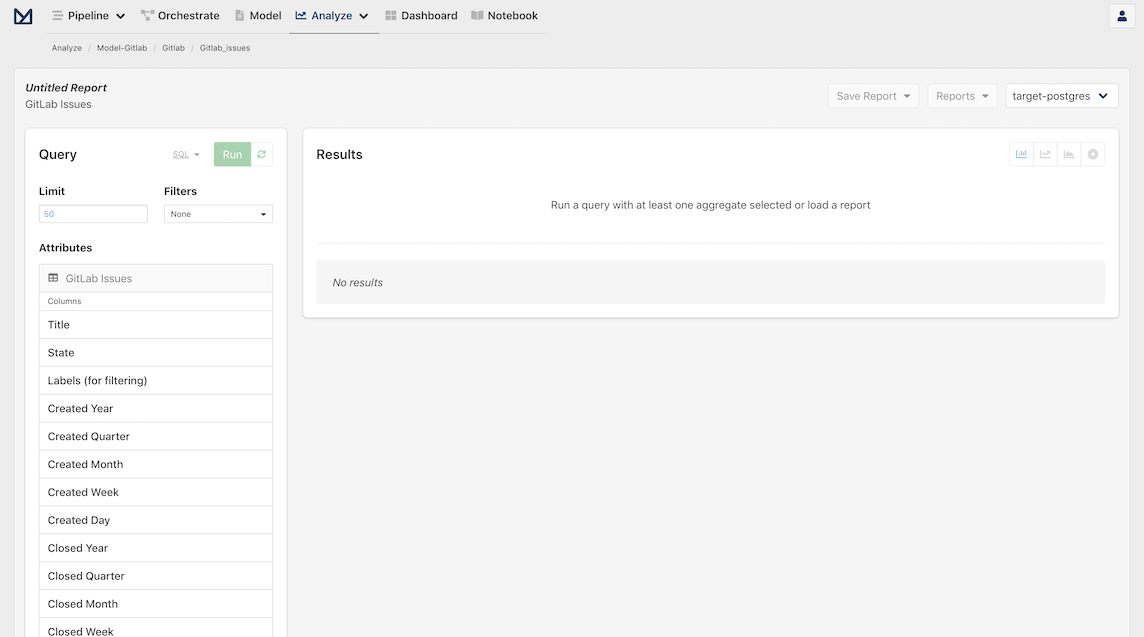 Pipeline Orchestrate Model Analyze Dashboard Notebook
Analyze / Model-Gitlab / Gitlab / Gitlab_issues
Untitled Report
GitLab Issues
Save Report Reports target-postgres
Query SQL Run
Limit Filters
50 None
Attributes
GitLab Issues
Columns
Title
State
Labels (for filtering)
Created Year
Created Quarter
Created Month
Created Week
Created Day
Closed Year
Closed Quarter
Closed Month
Closed Week
Results
Run a query with at least one aggregate selected or load a report
No results